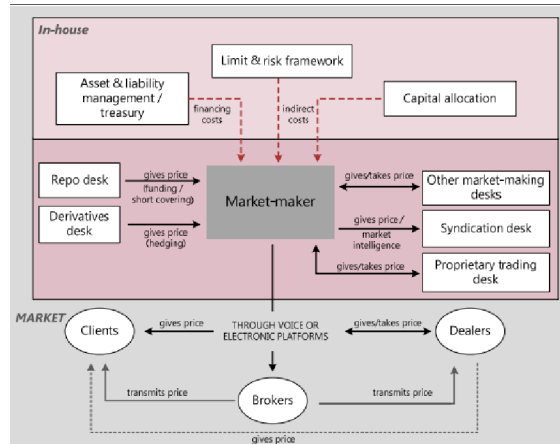 In-house
Limit & risk framework
Asset & liability
management /
treasury
Capital allocation
financing
costs
indirect
costs
Repo desk
gives price
(funding /
short covering)
Market-maker
gives/takes price
Other market-making
desks
Derivatives
desk
gives price
(hedging)
gives price /
market
intelligence
Syndication desk
gives/takes price
Proprietary trading
desk
MARKET
Clients
gives price
THROUGH VOICE OR
ELECTRONIC PLATFORMS
gives/takes price
Dealers
transmits price
Brokers
transmits price
gives price